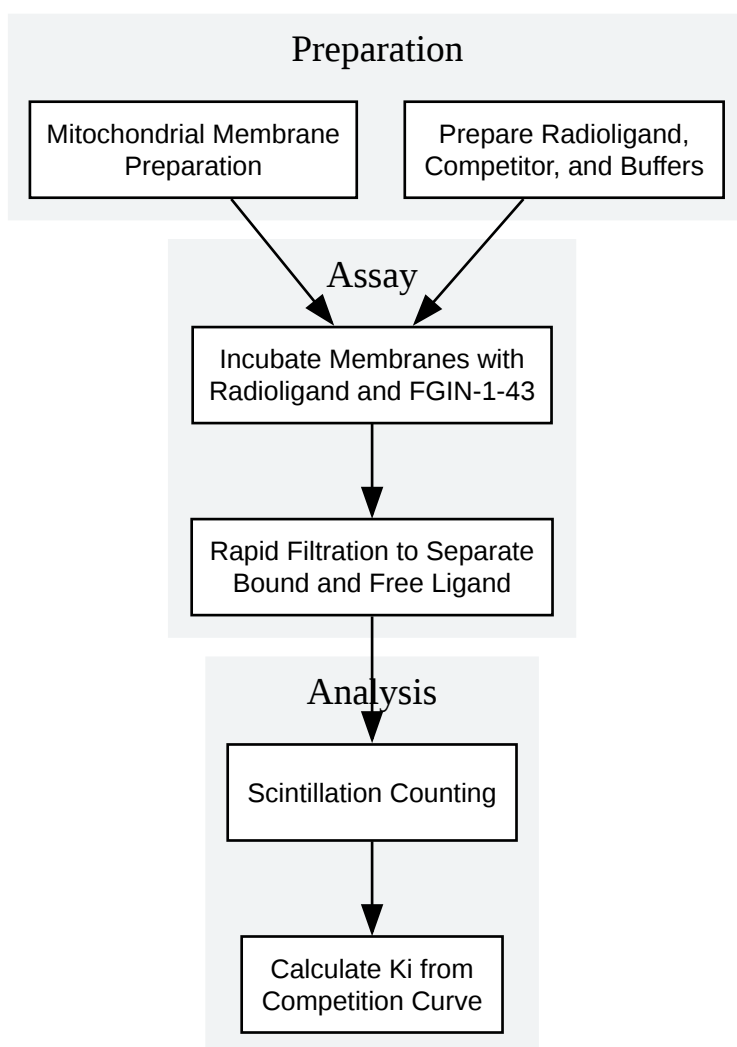 Preparation
Mitochondrial Membrane
Preparation
Prepare Radioligand,
Competitor, and Buffers
Assay
Incubate Membranes with
Radioligand and FGIN-1-43
Rapid Filtration to Separate
Bound and Free Ligand
Analysis
Scintillation Counting
Calculate Ki from
Competition Curve